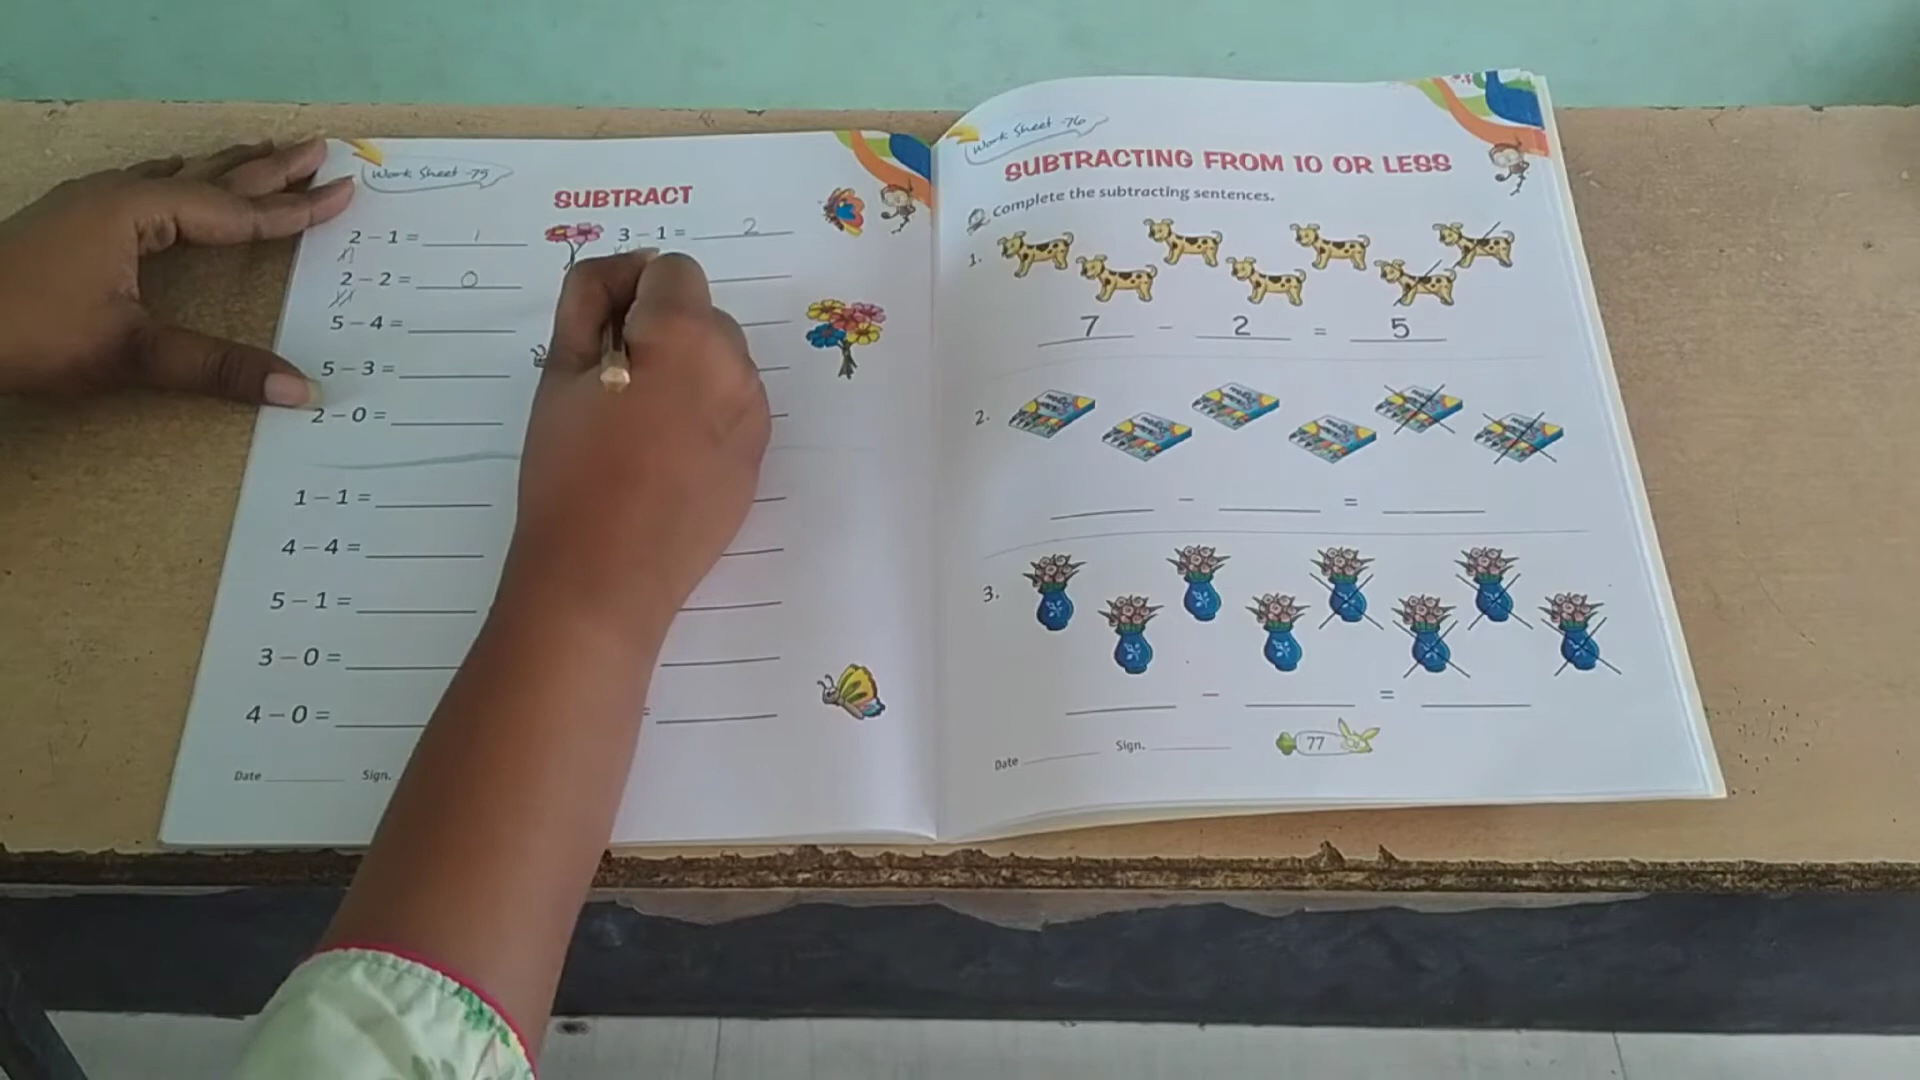 Work Sheet -75
SUBTRACT
2 – 1 = 1
3 – 1 = 2
2 – 2 = 0
5 – 4 =
5 – 3 =
2 – 0 =
1 – 1 =
4 – 4 =
5 – 1 =
3 – 0 =
4 – 0 =
=
Date Sign.
Work Sheet -76
SUBTRACTING FROM 10 OR LESS
Complete the subtracting sentences.
1.
7 – 2 = 5
2.
– =
3.
– =
Date Sign. 77